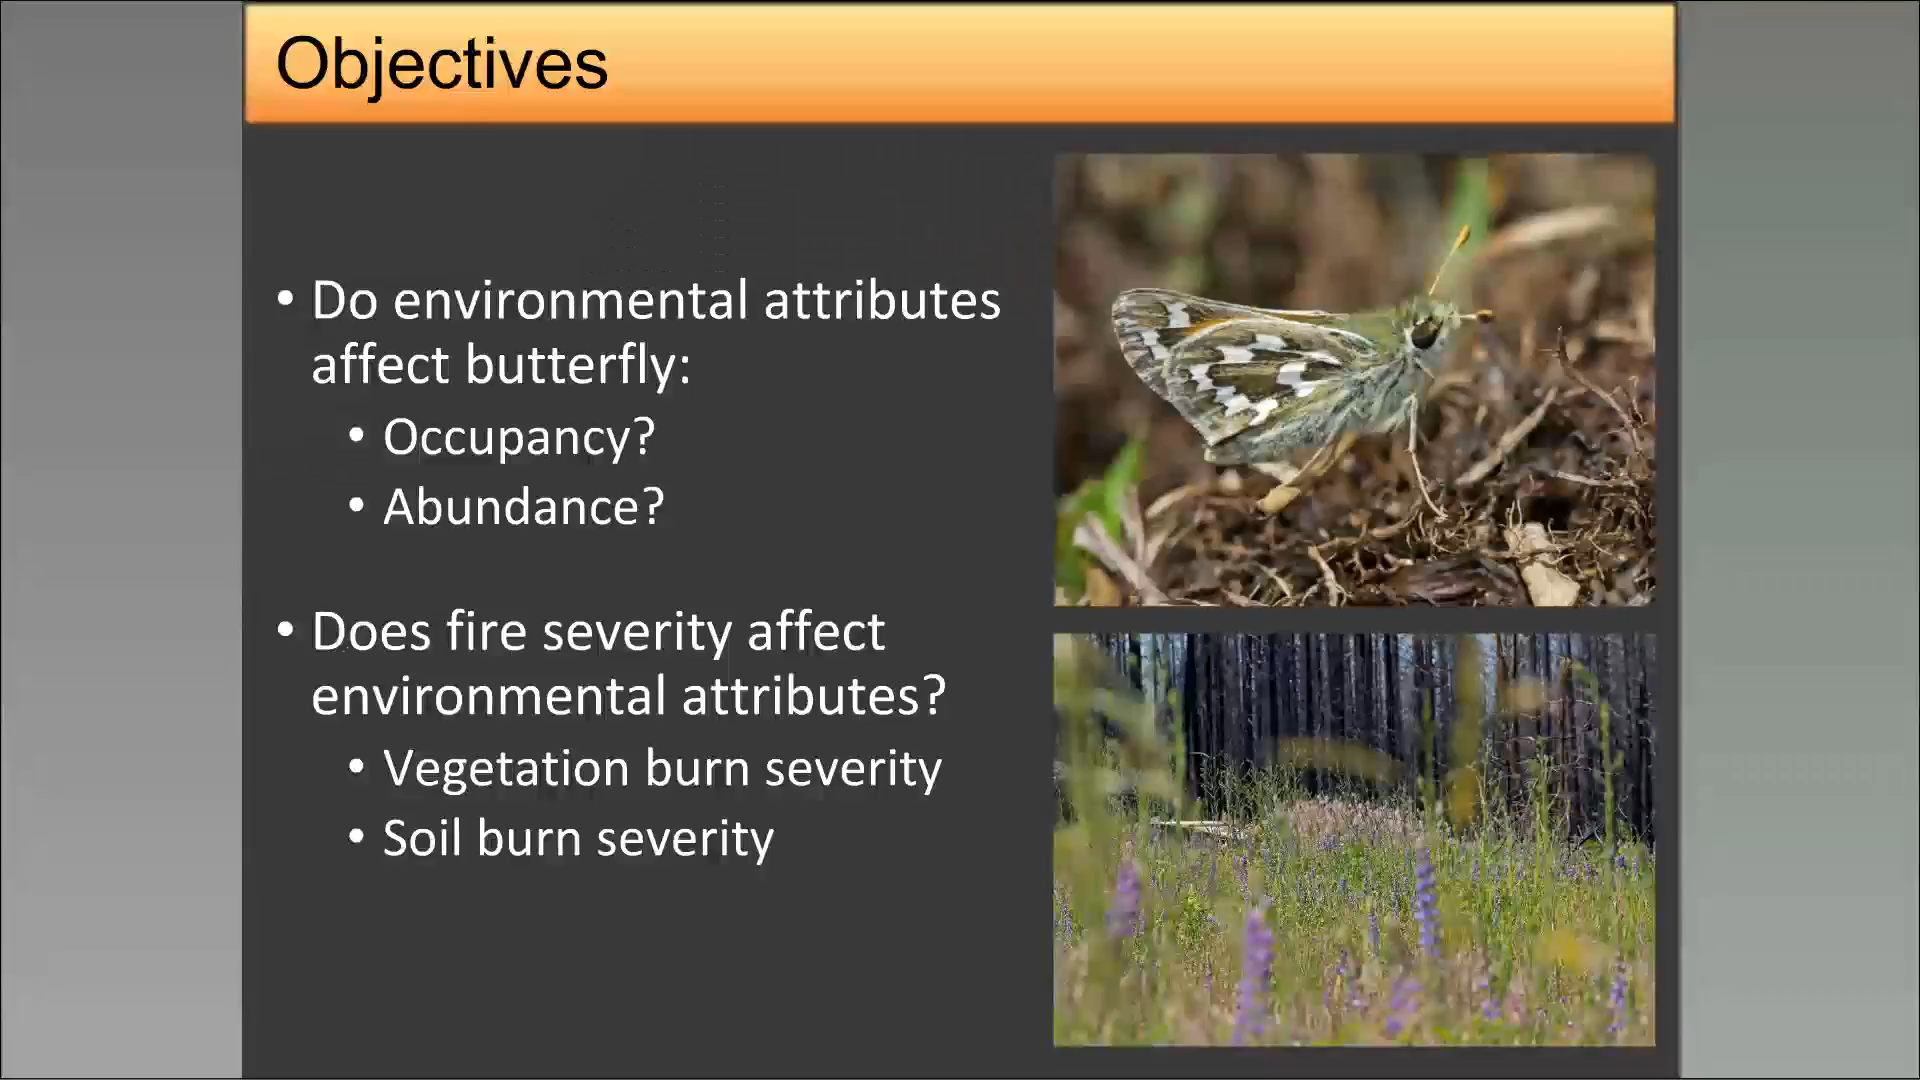 Objectives
• Do environmental attributes
affect butterfly:
• Occupancy?
• Abundance?
• Does fire severity affect
environmental attributes?
• Vegetation burn severity
• Soil burn severity